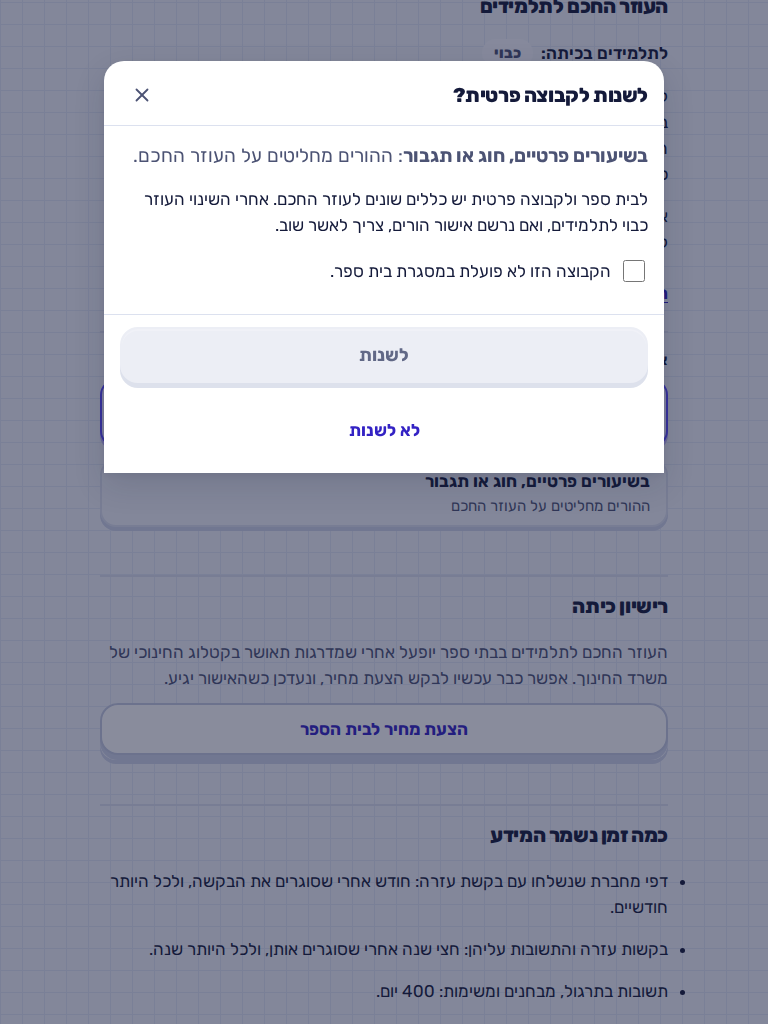 העוזר החכם לתלמידים
לתלמידים בכיתה: כבוי
לשנות לקבוצה פרטית?
בשיעורים פרטיים, חוג או תגבור: ההורים מחליטים על העוזר החכם.
לבית ספר ולקבוצה פרטית יש כללים שונים לעוזר החכם. אחרי השינוי העוזר
כבוי לתלמידים, ואם נרשם אישור הורים, צריך לאשר שוב.
הקבוצה הזו לא פועלת במסגרת בית ספר.
לשנות
לא לשנות
בשיעורים פרטיים, חוג או תגבור
ההורים מחליטים על העוזר החכם
רישיון כיתה
העוזר החכם לתלמידים בבתי ספר יופעל אחרי שמדרגות תאושר בקטלוג החינוכי של
משרד החינוך. אפשר כבר עכשיו לבקש הצעת מחיר, ונעדכן כשהאישור יגיע.
הצעת מחיר לבית הספר
כמה זמן נשמר המידע
• דפי מחברת שנשלחו עם בקשת עזרה: חודש אחרי שסוגרים את הבקשה, ולכל היותר
חודשיים.
• בקשות עזרה והתשובות עליהן: חצי שנה אחרי שסוגרים אותן, ולכל היותר שנה.
• תשובות בתרגול, מבחנים ומשימות: 400 יום.